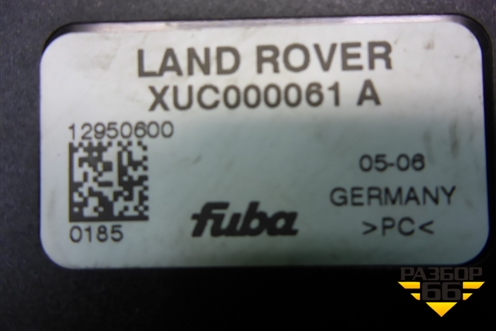 LAND ROVER
XUC000061 A
12950600
0185
fuba
05-06
GERMANY
>PC<
РАЗБОР
66